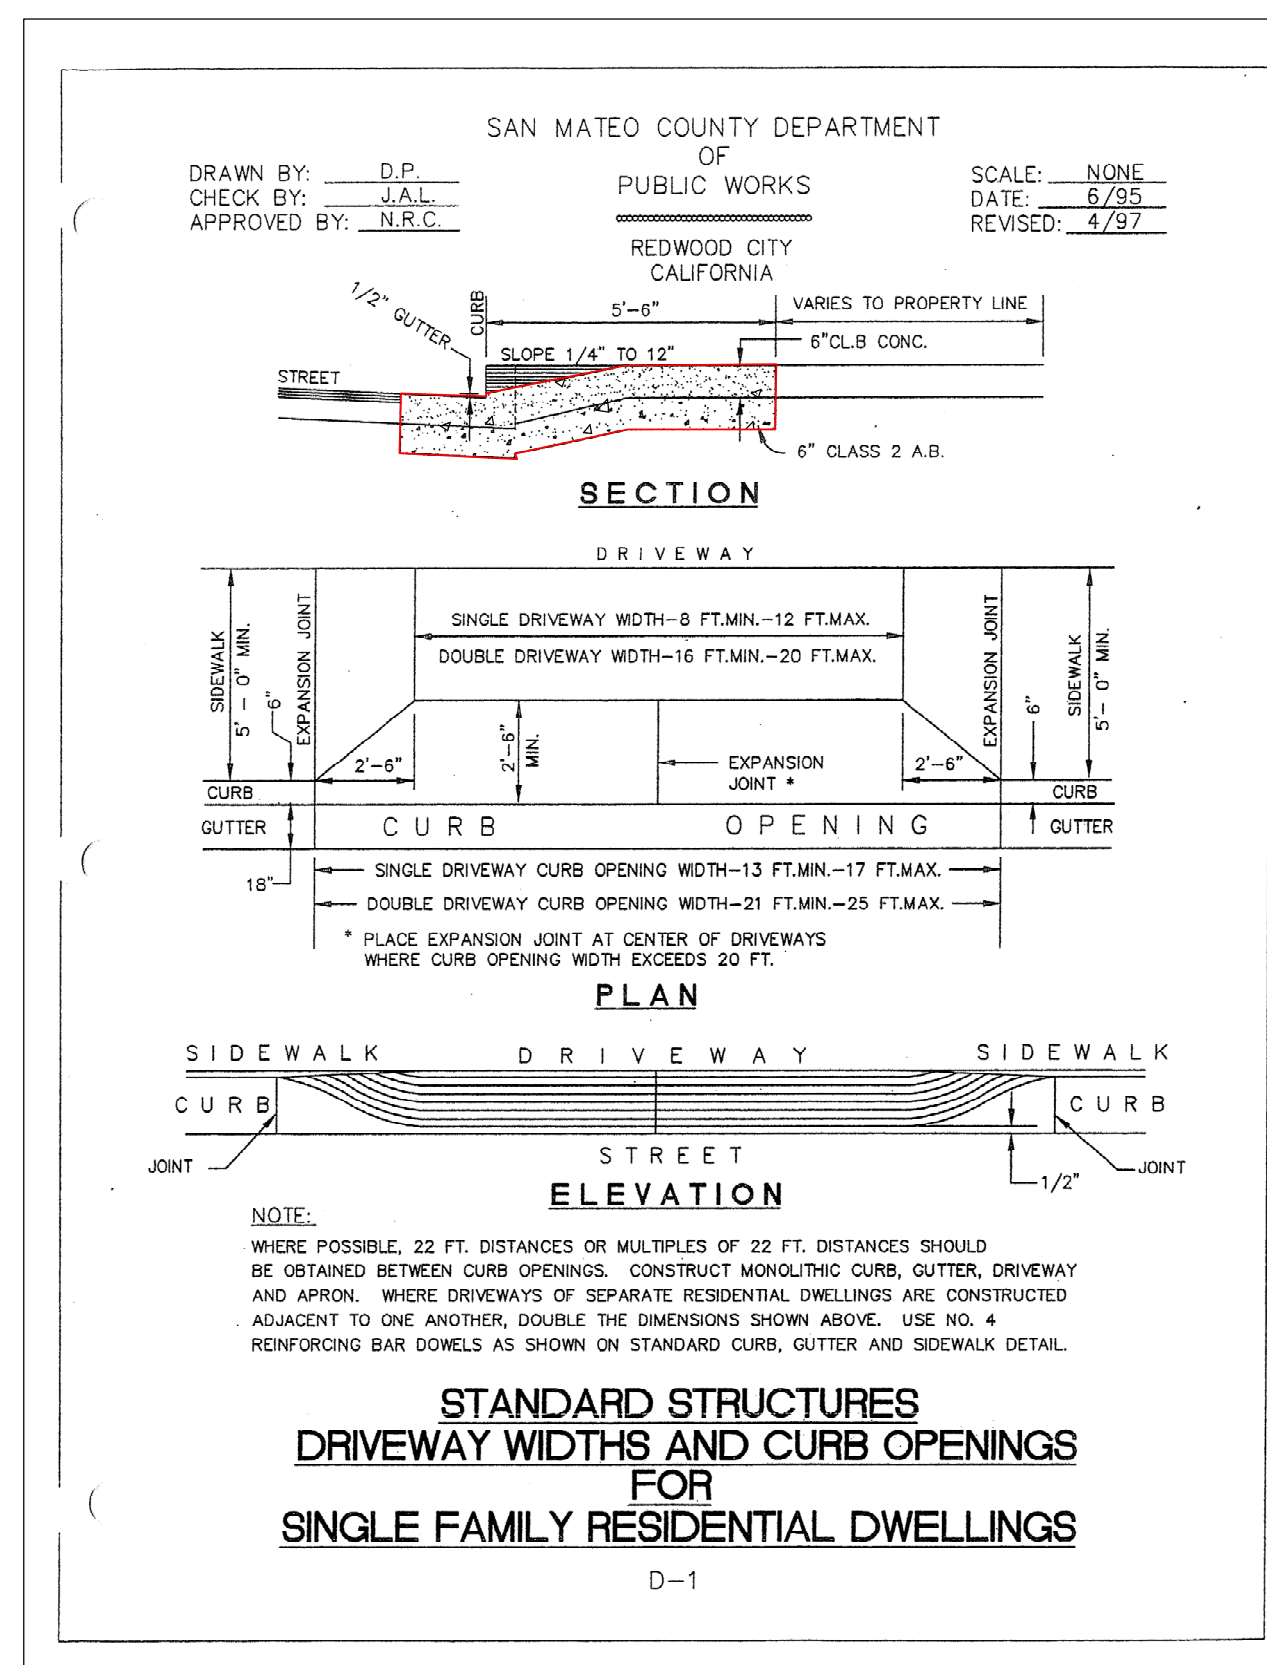 SAN MATEO COUNTY DEPARTMENT
OF
PUBLIC WORKS
REDWOOD CITY
CALIFORNIA
DRAWN BY: D.P.
CHECK BY: J.A.L.
APPROVED BY: N.R.C.
SCALE: NONE
DATE: 6/95
REVISED: 4/97
1/2" GUTTER
CURB
5'-6"
VARIES TO PROPERTY LINE
6"CL.B CONC.
SLOPE 1/4" TO 12"
STREET
6" CLASS 2 A.B.
SECTION
DRIVEWAY
SIDEWALK
5'-0" MIN.
6"
EXPANSION JOINT
SINGLE DRIVEWAY WIDTH-8 FT.MIN.-12 FT.MAX.
DOUBLE DRIVEWAY WIDTH-16 FT.MIN.-20 FT.MAX.
EXPANSION JOINT
6"
SIDEWALK
5'-0" MIN.
2'-6"
2'-6"
MIN.
EXPANSION
JOINT *
2'-6"
CURB
CURB
GUTTER
CURB OPENING
GUTTER
18"
SINGLE DRIVEWAY CURB OPENING WIDTH-13 FT.MIN.-17 FT.MAX.
DOUBLE DRIVEWAY CURB OPENING WIDTH-21 FT.MIN.-25 FT.MAX.
* PLACE EXPANSION JOINT AT CENTER OF DRIVEWAYS
WHERE CURB OPENING WIDTH EXCEEDS 20 FT.
PLAN
SIDEWALK DRIVEWAY SIDEWALK
CURB
CURB
JOINT
STREET
JOINT
1/2"
ELEVATION
NOTE:
WHERE POSSIBLE, 22 FT. DISTANCES OR MULTIPLES OF 22 FT. DISTANCES SHOULD
BE OBTAINED BETWEEN CURB OPENINGS. CONSTRUCT MONOLITHIC CURB, GUTTER, DRIVEWAY
AND APRON. WHERE DRIVEWAYS OF SEPARATE RESIDENTIAL DWELLINGS ARE CONSTRUCTED
ADJACENT TO ONE ANOTHER, DOUBLE THE DIMENSIONS SHOWN ABOVE. USE NO. 4
REINFORCING BAR DOWELS AS SHOWN ON STANDARD CURB, GUTTER AND SIDEWALK DETAIL.
STANDARD STRUCTURES
DRIVEWAY WIDTHS AND CURB OPENINGS
FOR
SINGLE FAMILY RESIDENTIAL DWELLINGS
D-1